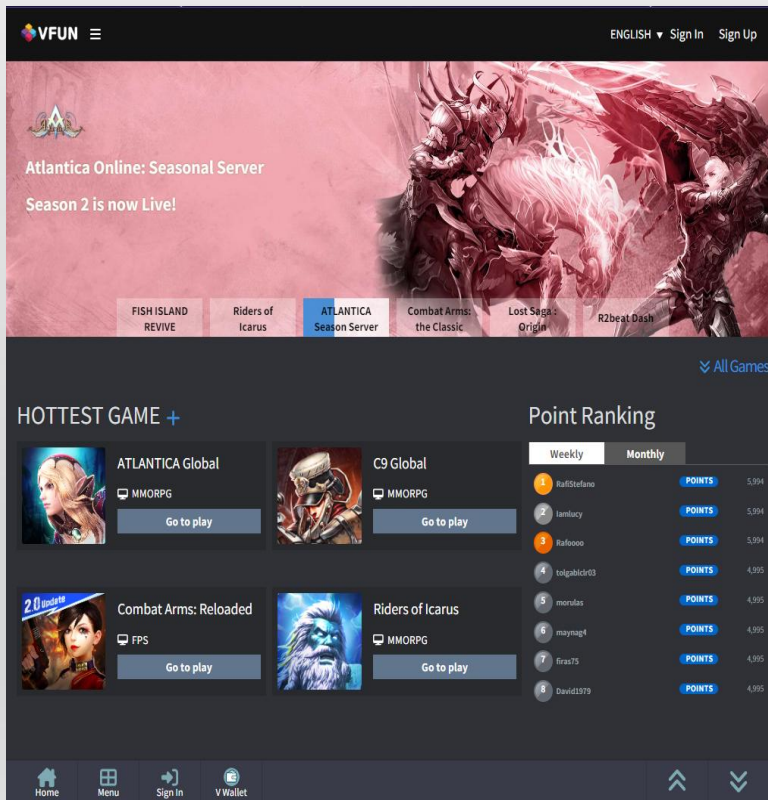 VFUN
ENGLISH ▼ Sign In Sign Up
Atlantica Online: Seasonal Server
Season 2 is now Live!
FISH ISLAND
REVIVE
Riders of
Icarus
ATLANTICA
Season Server
Combat Arms:
the Classic
Lost Saga :
Origin
R2beat Dash
All Games
HOTTEST GAME +
ATLANTICA Global
MMORPG
Go to play
C9 Global
MMORPG
Go to play
2.0 Update
Combat Arms: Reloaded
FPS
Go to play
Riders of Icarus
MMORPG
Go to play
Point Ranking
Weekly Monthly
1 RafiStefano POINTS 5,994
2 Iamlucy POINTS 5,994
3 Rafoooo POINTS 5,994
4 tolgablclr03 POINTS 4,995
5 morulas POINTS 4,995
6 maynag4 POINTS 4,995
7 firas75 POINTS 4,995
8 David1979 POINTS 4,995
Home Menu Sign In V Wallet